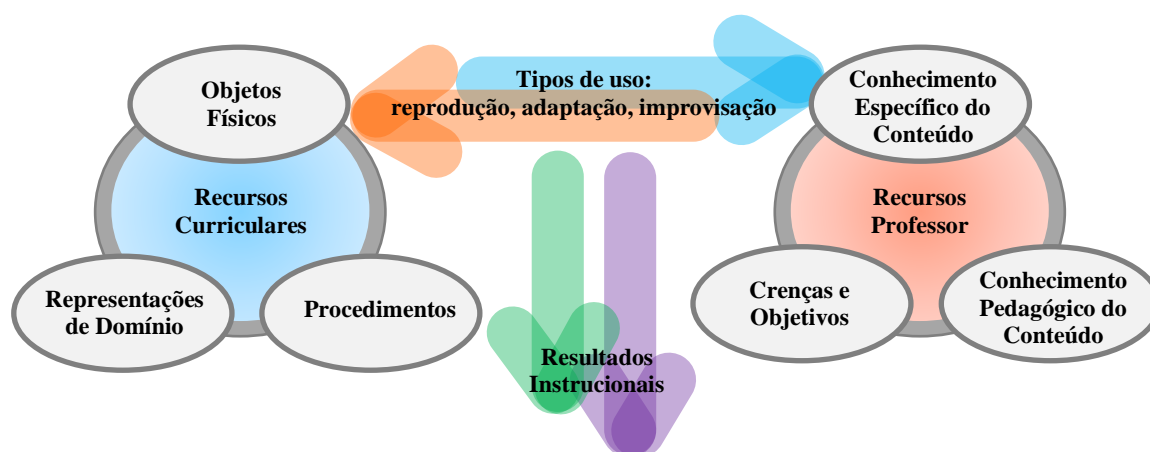 Objetos
Físicos
Recursos
Curriculares
Representações
de Domínio
Procedimentos
Tipos de uso:
reprodução, adaptação, improvisação
Resultados
Instrucionais
Conhecimento
Específico do
Conteúdo
Recursos
Professor
Crenças e
Objetivos
Conhecimento
Pedagógico do
Conteúdo